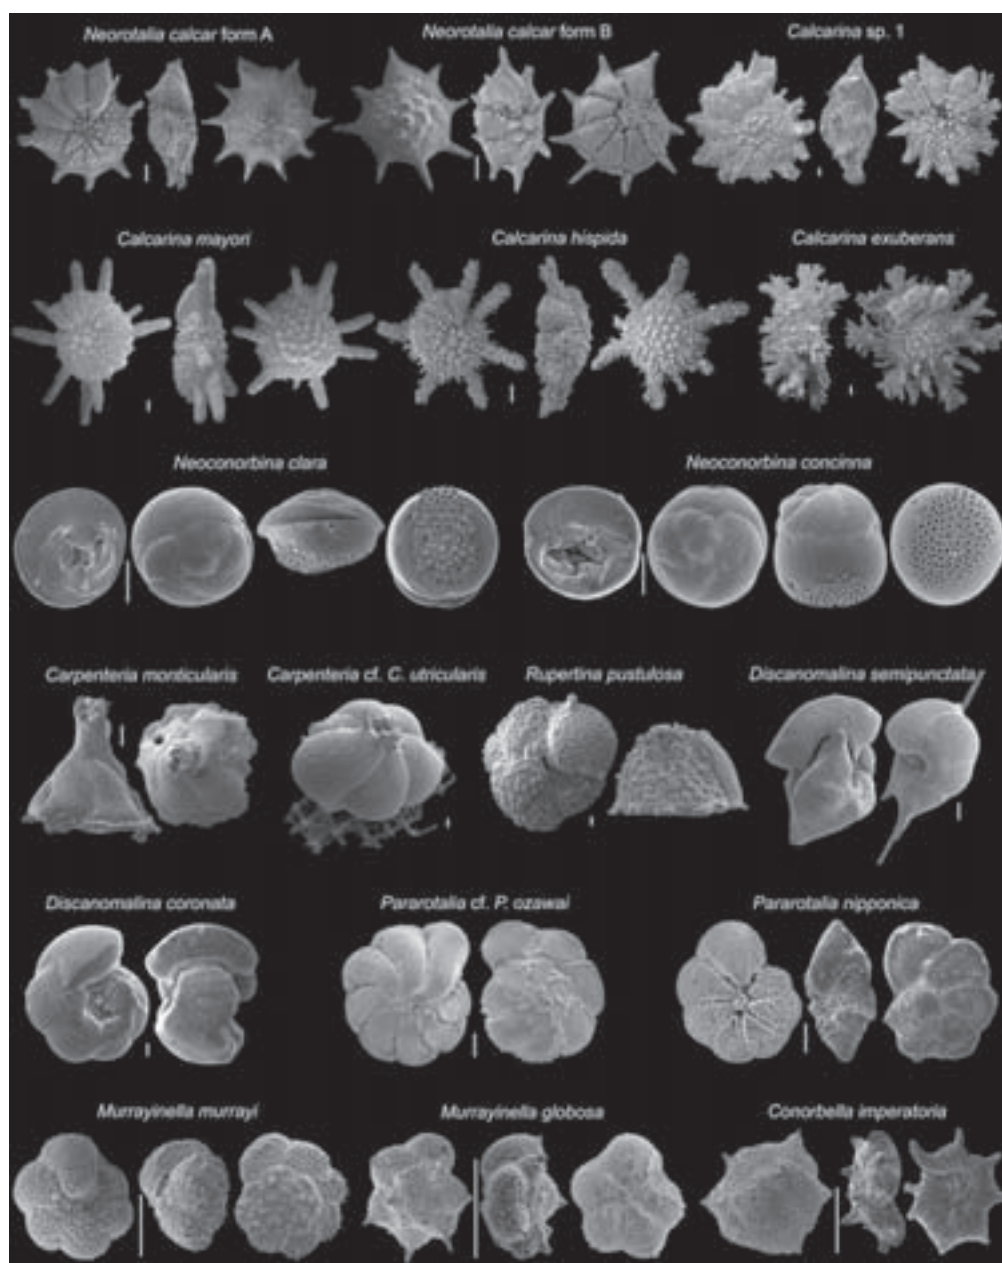 Neorotalia calcar form A Neorotalia calcar form B Calcarina sp. 1
Calcarina mayori Calcarina hispida Calcarina exuberans
Neoconorbina clara Neoconorbina concinna
Carpenteria monticularis Carpenteria cf. C. utricularis Rupertina pustulosa Discanomalina semipunctata
Discanomalina coronata Pararotalia cf. P. ozawai Pararotalia nipponica
Murrayinella murrayi Murrayinella globosa Conorbella imperatoria